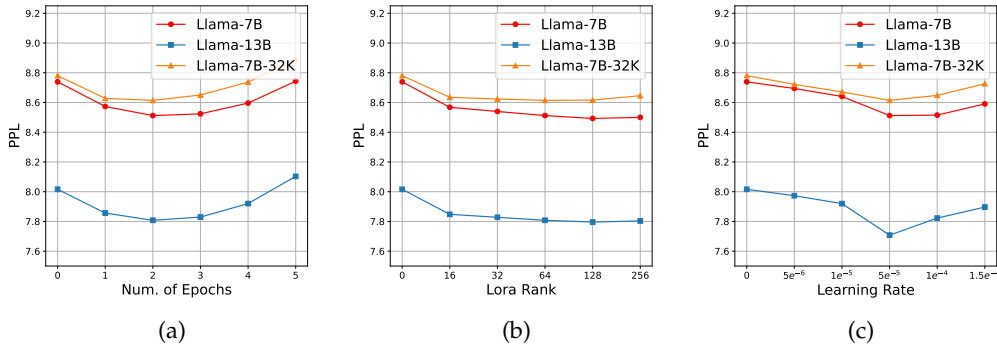 9.2
9.0
8.8
8.6
8.4
8.2
8.0
7.8
7.6
PPL
Llama-7B
Llama-13B
Llama-7B-32K
0 1 2 3 4 5
Num. of Epochs
(a)
9.2
9.0
8.8
8.6
8.4
8.2
8.0
7.8
7.6
PPL
Llama-7B
Llama-13B
Llama-7B-32K
0 16 32 64 128 256
Lora Rank
(b)
9.2
9.0
8.8
8.6
8.4
8.2
8.0
7.8
7.6
PPL
Llama-7B
Llama-13B
Llama-7B-32K
0 5e⁻⁶ 1e⁻⁵ 5e⁻⁵ 1e⁻⁴ 1.5e⁻
Learning Rate
(c)